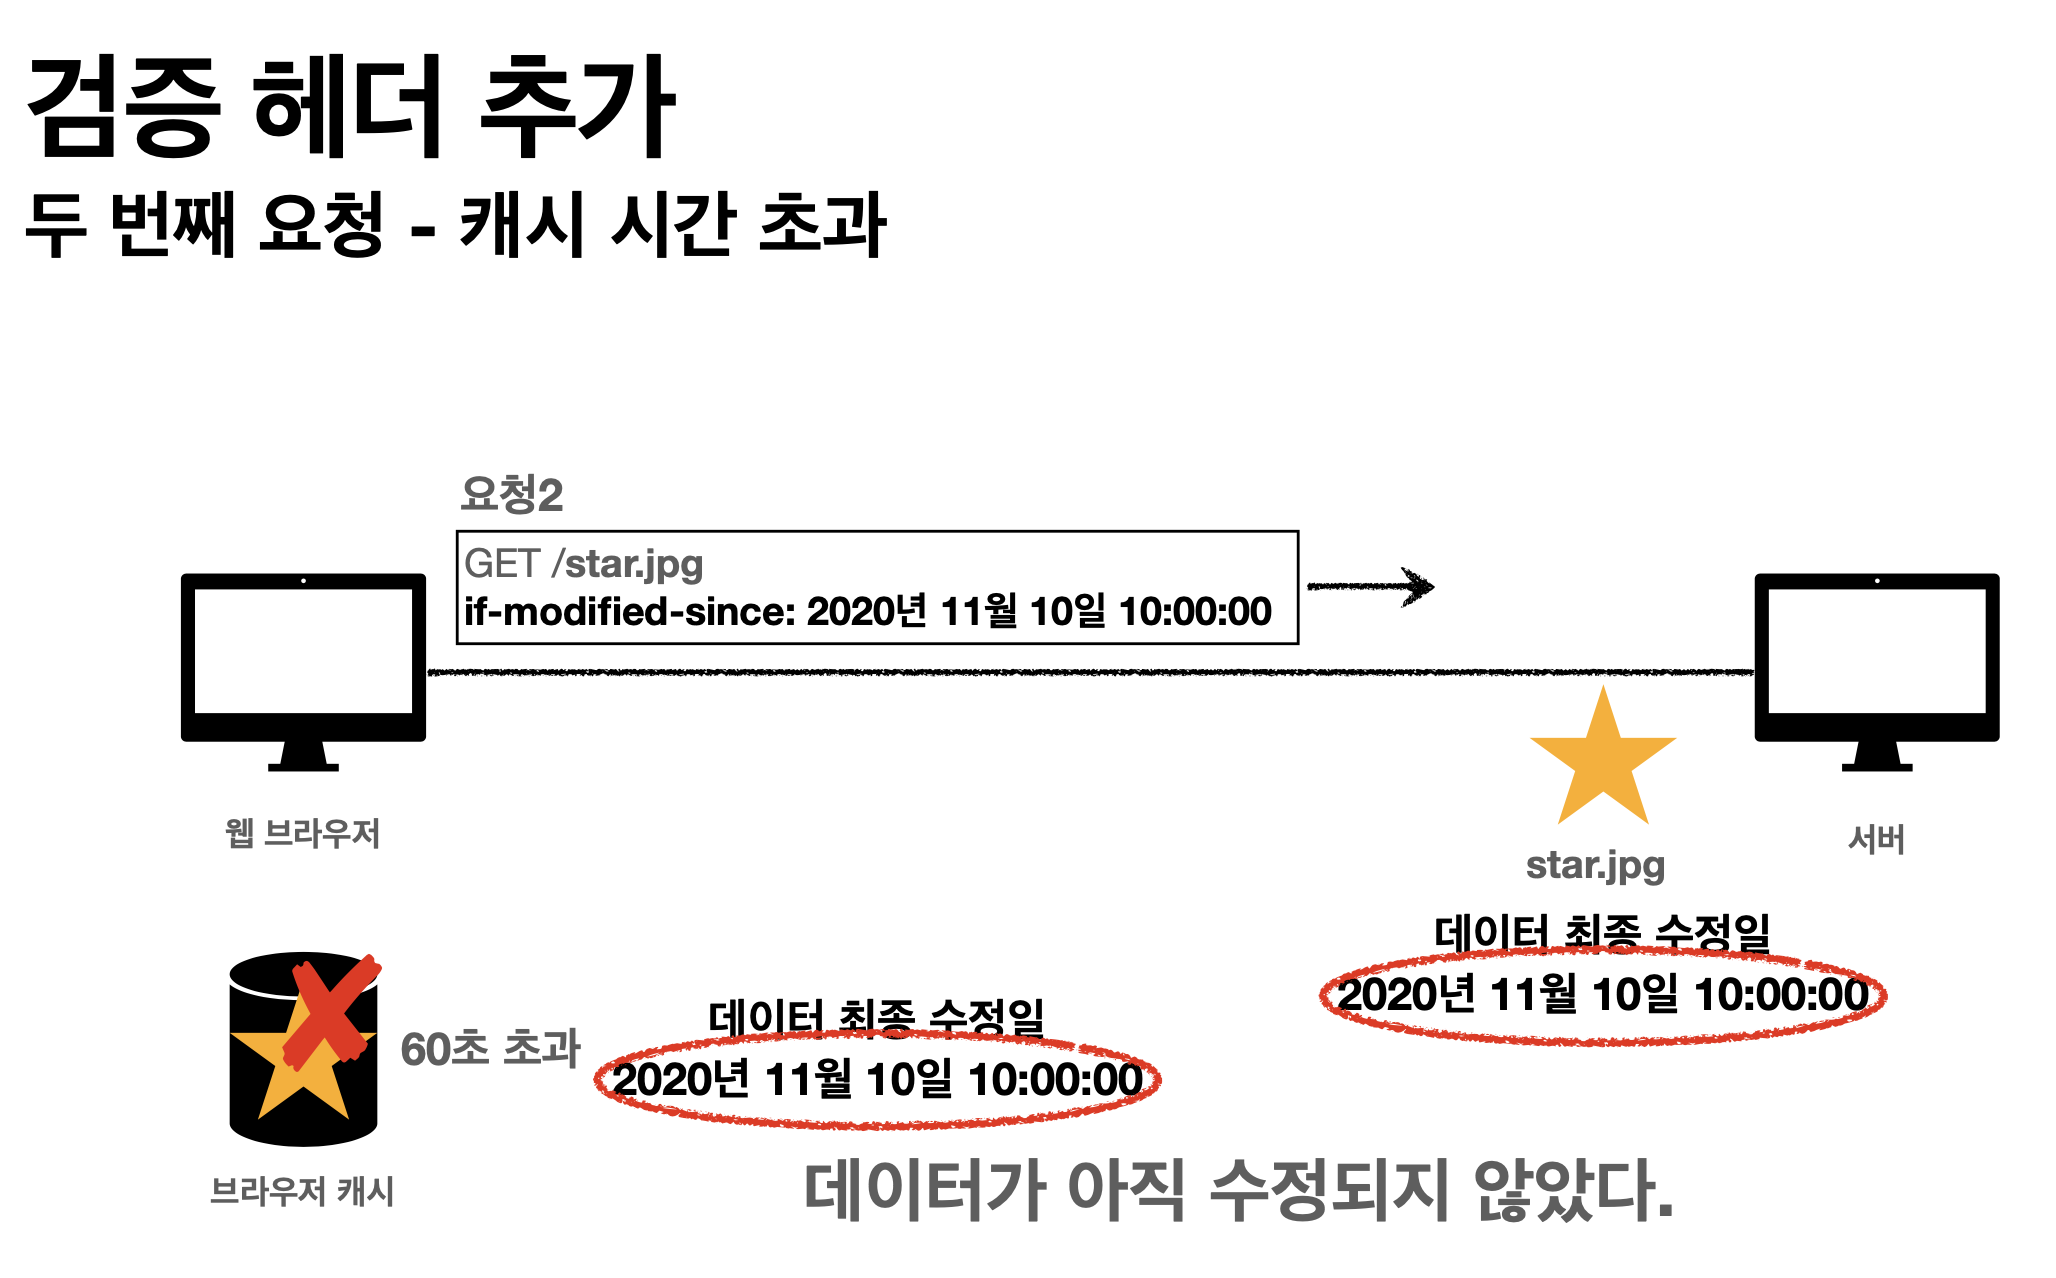 검증 헤더 추가
두 번째 요청 - 캐시 시간 초과
요청2
GET /star.jpg
if-modified-since: 2020년 11월 10일 10:00:00
웹 브라우저
서버
star.jpg
데이터 최종 수정일
2020년 11월 10일 10:00:00
60초 초과
데이터 최종 수정일
2020년 11월 10일 10:00:00
브라우저 캐시
데이터가 아직 수정되지 않았다.